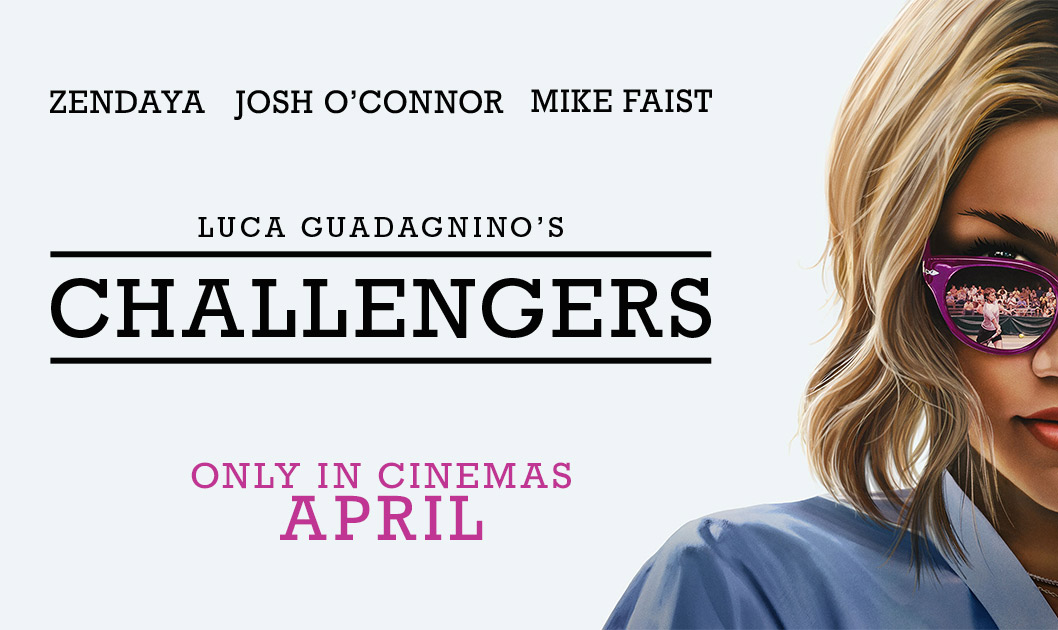 ZENDAYA JOSH O'CONNOR MIKE FAIST
LUCA GUADAGNINO'S
CHALLENGERS
ONLY IN CINEMAS
APRIL